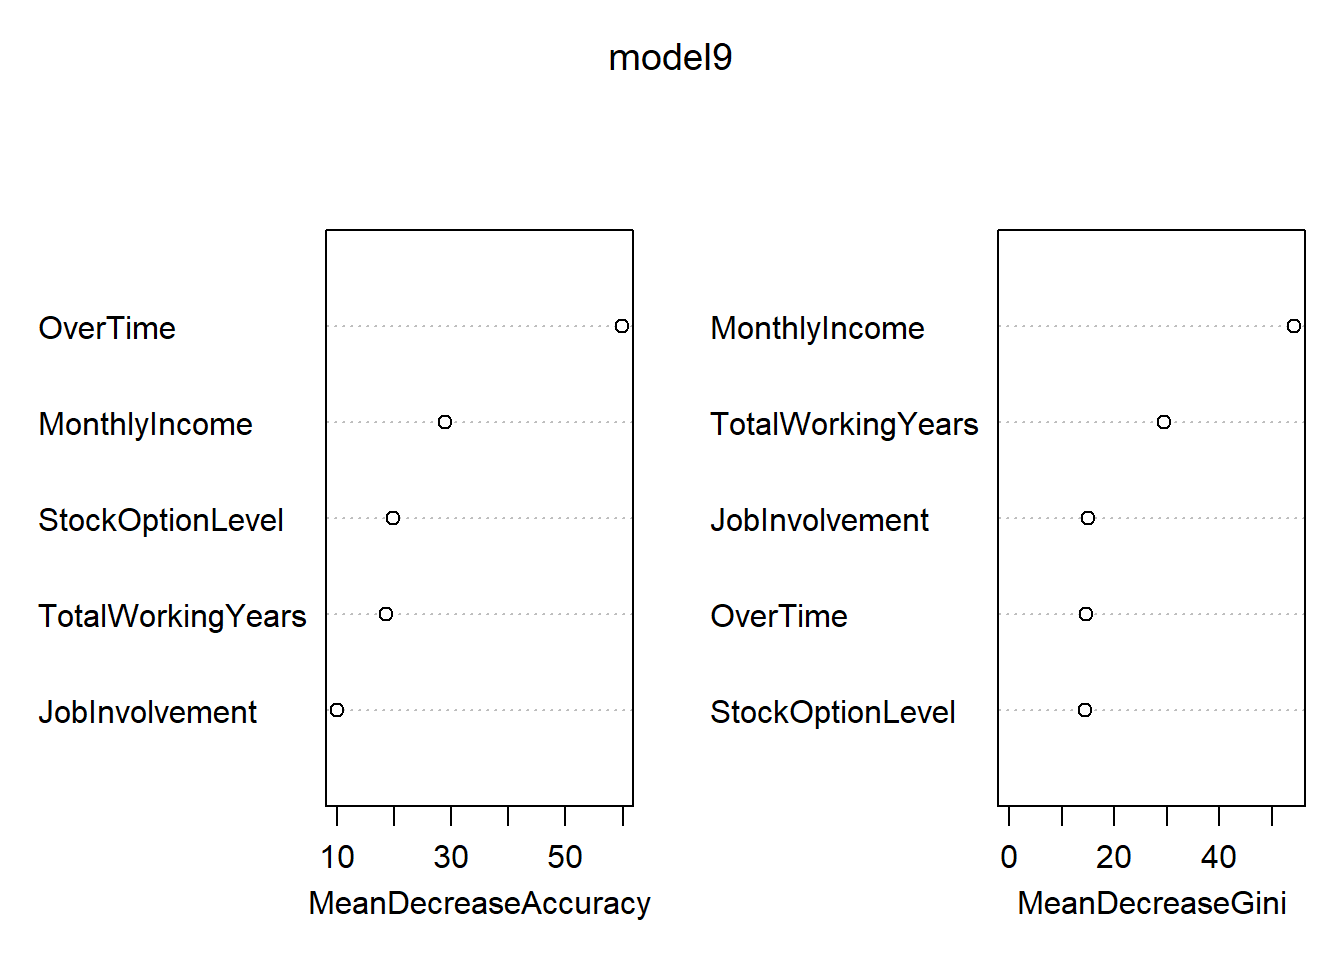 model9
OverTime
MonthlyIncome
StockOptionLevel
TotalWorkingYears
JobInvolvement
10 30 50
MeanDecreaseAccuracy
MonthlyIncome
TotalWorkingYears
JobInvolvement
OverTime
StockOptionLevel
0 20 40
MeanDecreaseGini